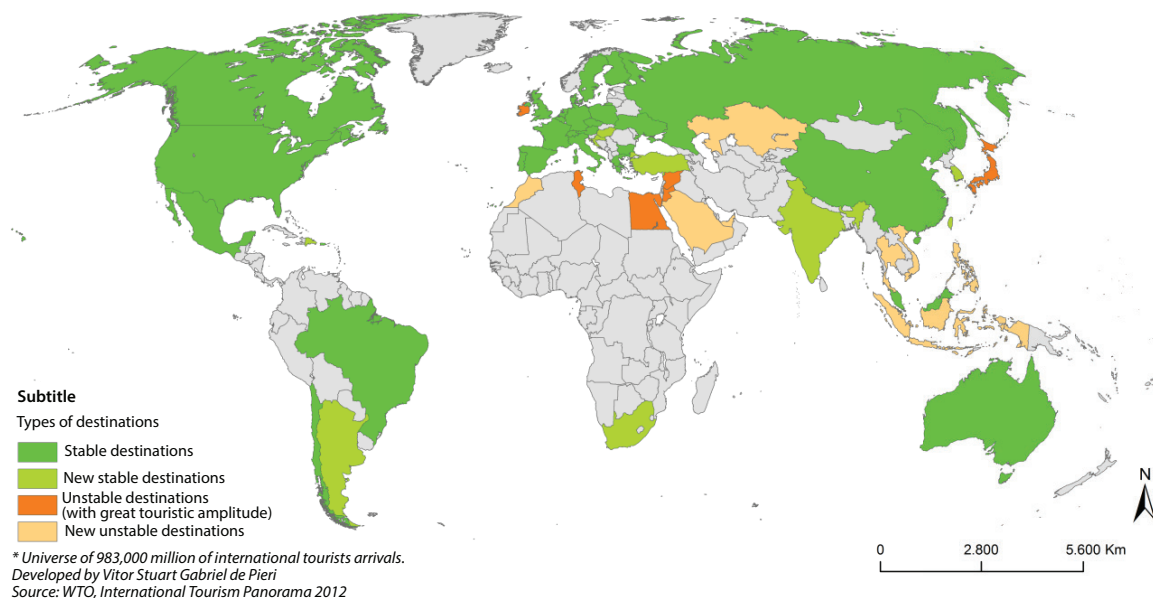 Subtitle
Types of destinations
Stable destinations
New stable destinations
Unstable destinations
(with great touristic amplitude)
New unstable destinations
* Universe of 983,000 million of international tourists arrivals.
Developed by Vitor Stuart Gabriel de Pieri
Source: WTO, International Tourism Panorama 2012
N
0 2.800 5.600 Km